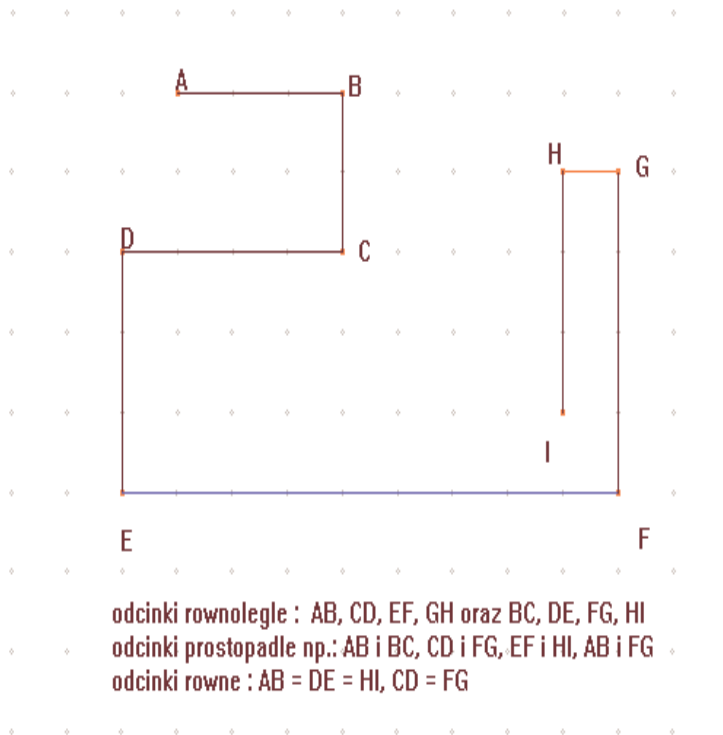 A B
H G
D C
I
E F
odcinki rownolegle : AB, CD, EF, GH oraz BC, DE, FG, HI
odcinki prostopadle np.: AB i BC, CD i FG, EF i HI, AB i FG
odcinki rowne : AB = DE = HI, CD = FG